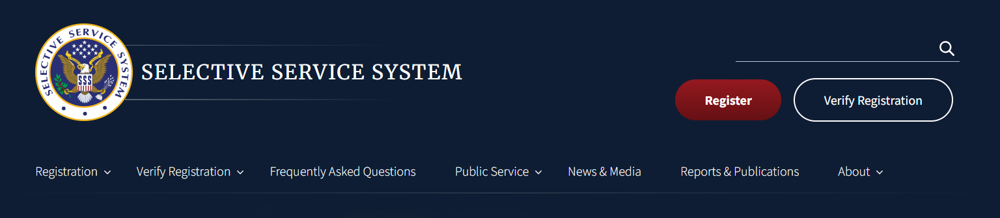 SELECTIVE SERVICE SYSTEM
SSS
SELECTIVE SERVICE SYSTEM
Register
Verify Registration
Registration
Verify Registration
Frequently Asked Questions
Public Service
News & Media
Reports & Publications
About